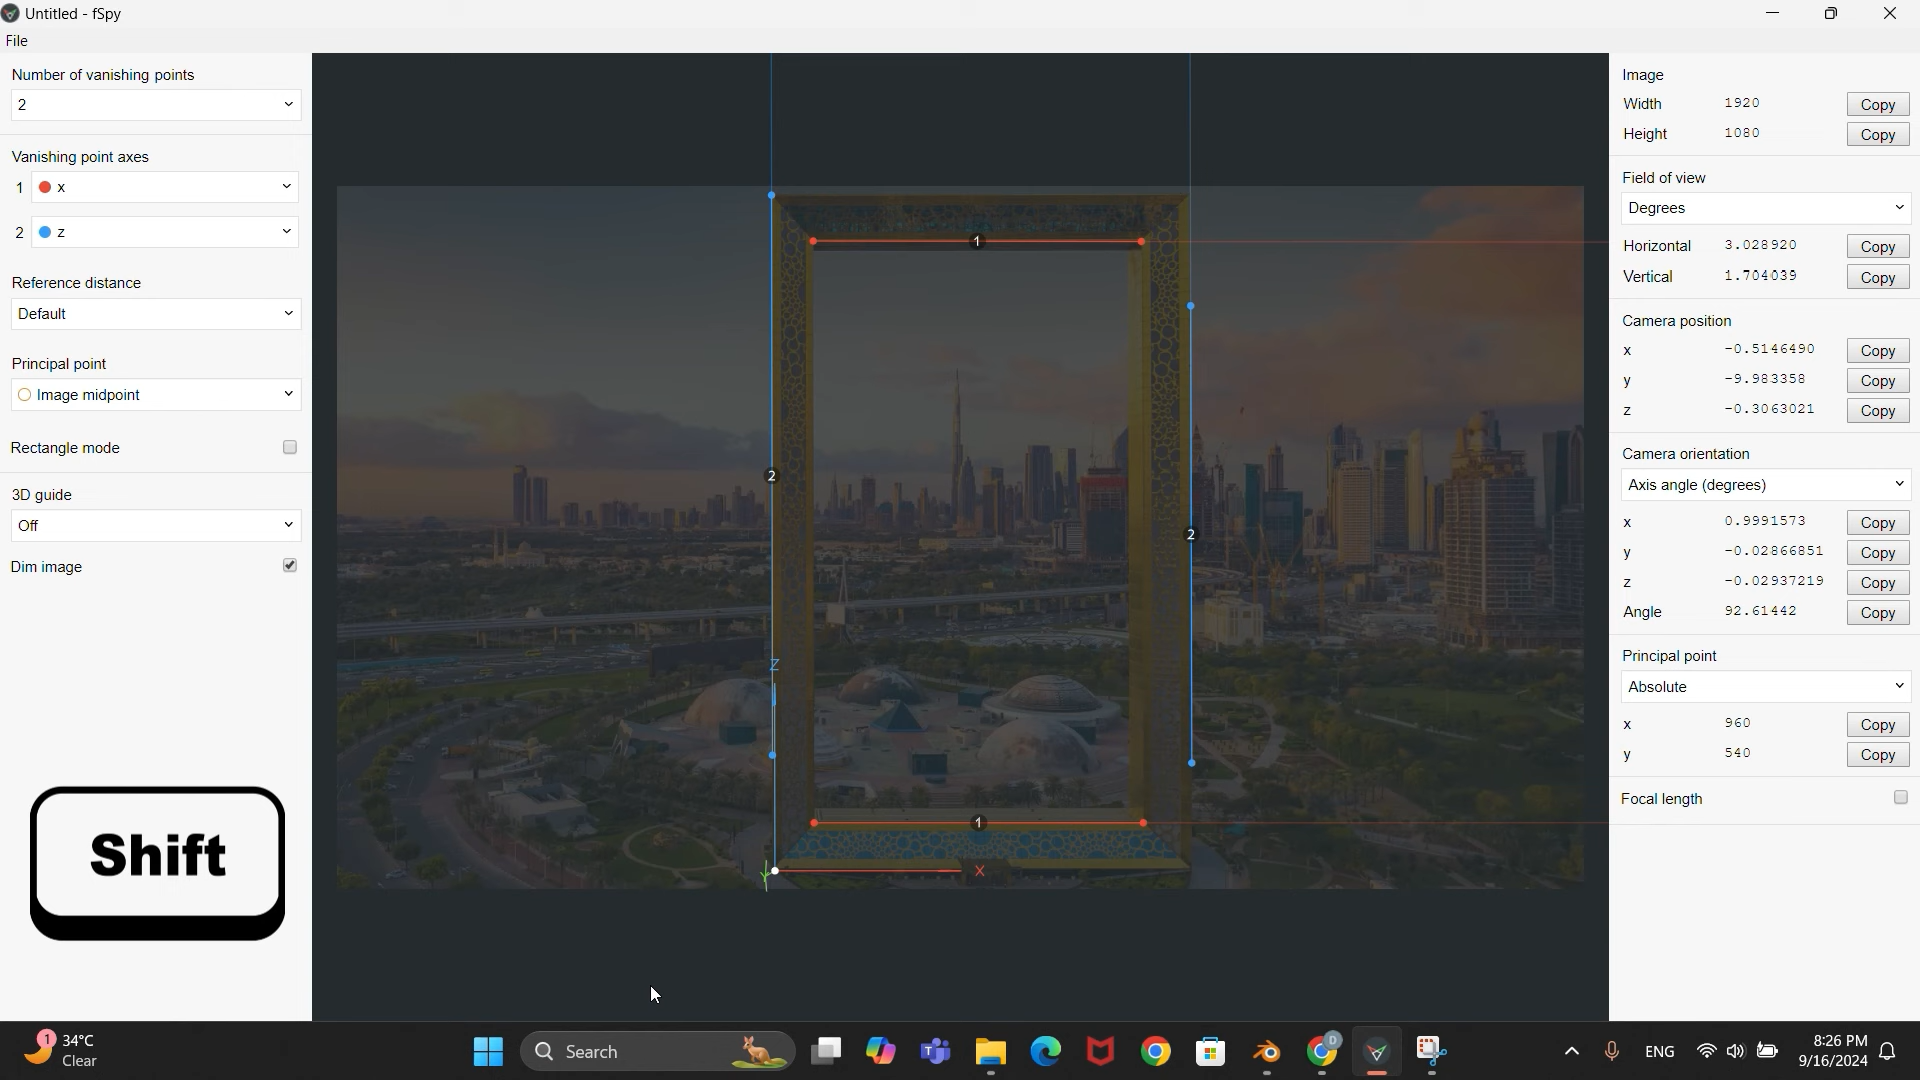 Untitled - fSpy
File
Number of vanishing points
2
Vanishing point axes
1 x
2 z
Reference distance
Default
Principal point
Image midpoint
Rectangle mode
3D guide
Off
Dim image
Shift
1
2
2
Z
1
Y
X
Image
Width 1920 Copy
Height 1080 Copy
Field of view
Degrees
Horizontal 3.028920 Copy
Vertical 1.704039 Copy
Camera position
x -0.5146490 Copy
y -9.983358 Copy
z -0.3063021 Copy
Camera orientation
Axis angle (degrees)
x 0.9991573 Copy
y -0.02866851 Copy
z -0.02937219 Copy
Angle 92.61442 Copy
Principal point
Absolute
x 960 Copy
y 540 Copy
Focal length
1
34°C
Clear
Search
T
D
ENG
8:26 PM
9/16/2024